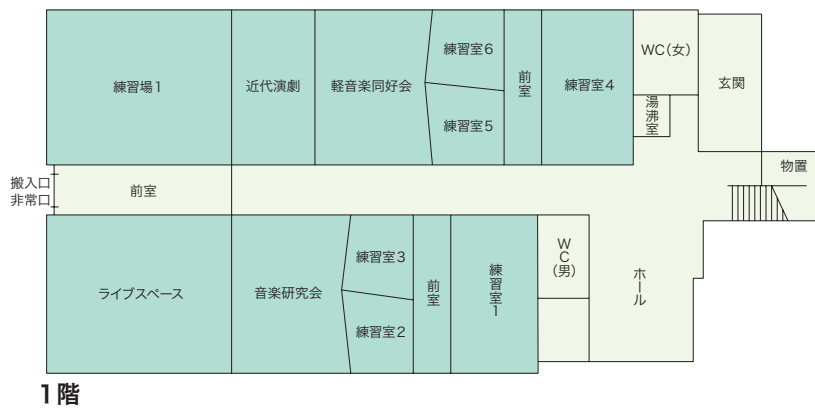 練習場1
近代演劇
軽音楽同好会
練習室6
練習室5
前室
練習室4
WC(女)
湯沸室
玄関
物置
搬入口
非常口
前室
ライブスペース
音楽研究会
練習室3
練習室2
前室
練習室1
WC(男)
ホール
1階